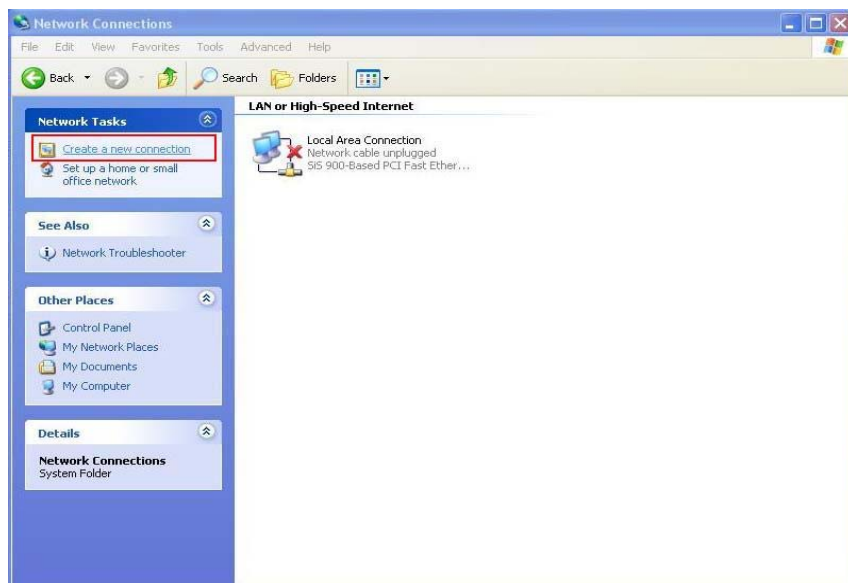 Network Connections
File Edit View Favorites Tools Advanced Help
Back Search Folders
Network Tasks
Create a new connection
Set up a home or small
office network
See Also
Network Troubleshooter
Other Places
Control Panel
My Network Places
My Documents
My Computer
Details
Network Connections
System Folder
LAN or High-Speed Internet
Local Area Connection
Network cable unplugged
SiS 900-Based PCI Fast Ether...